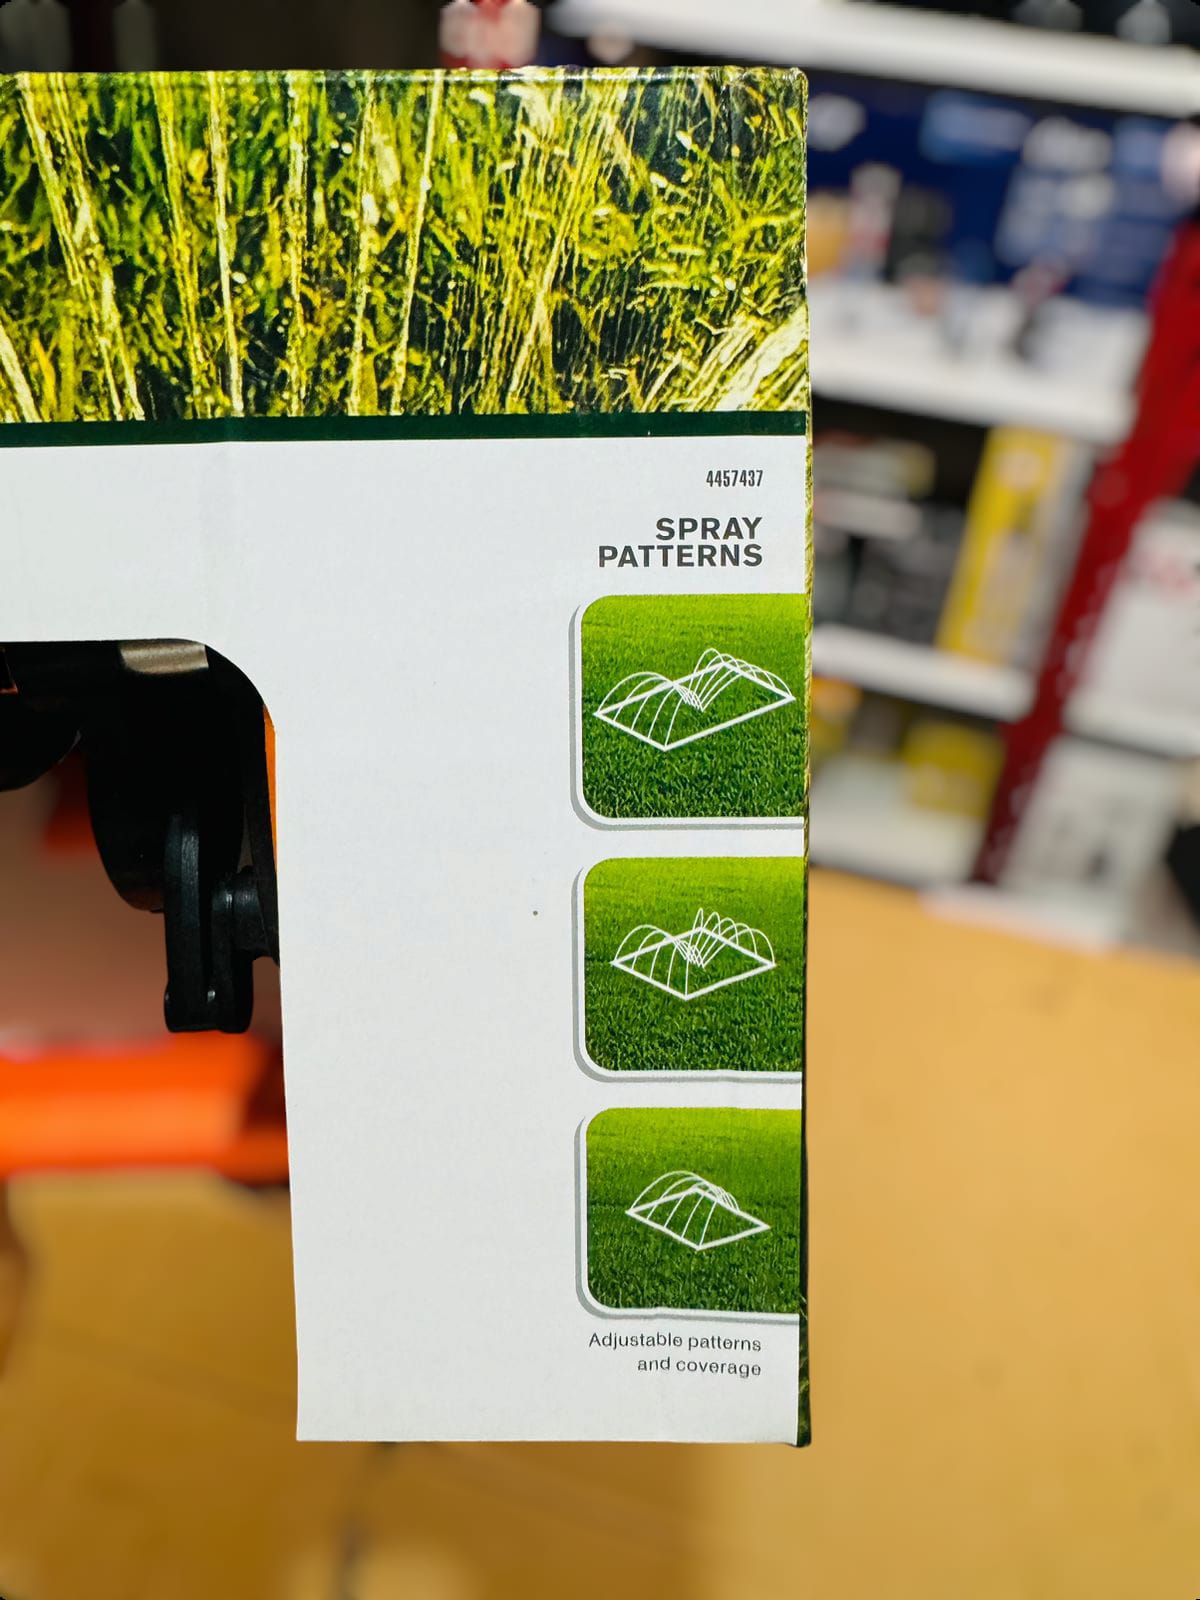 4457437
SPRAY
PATTERNS
Adjustable patterns
and coverage